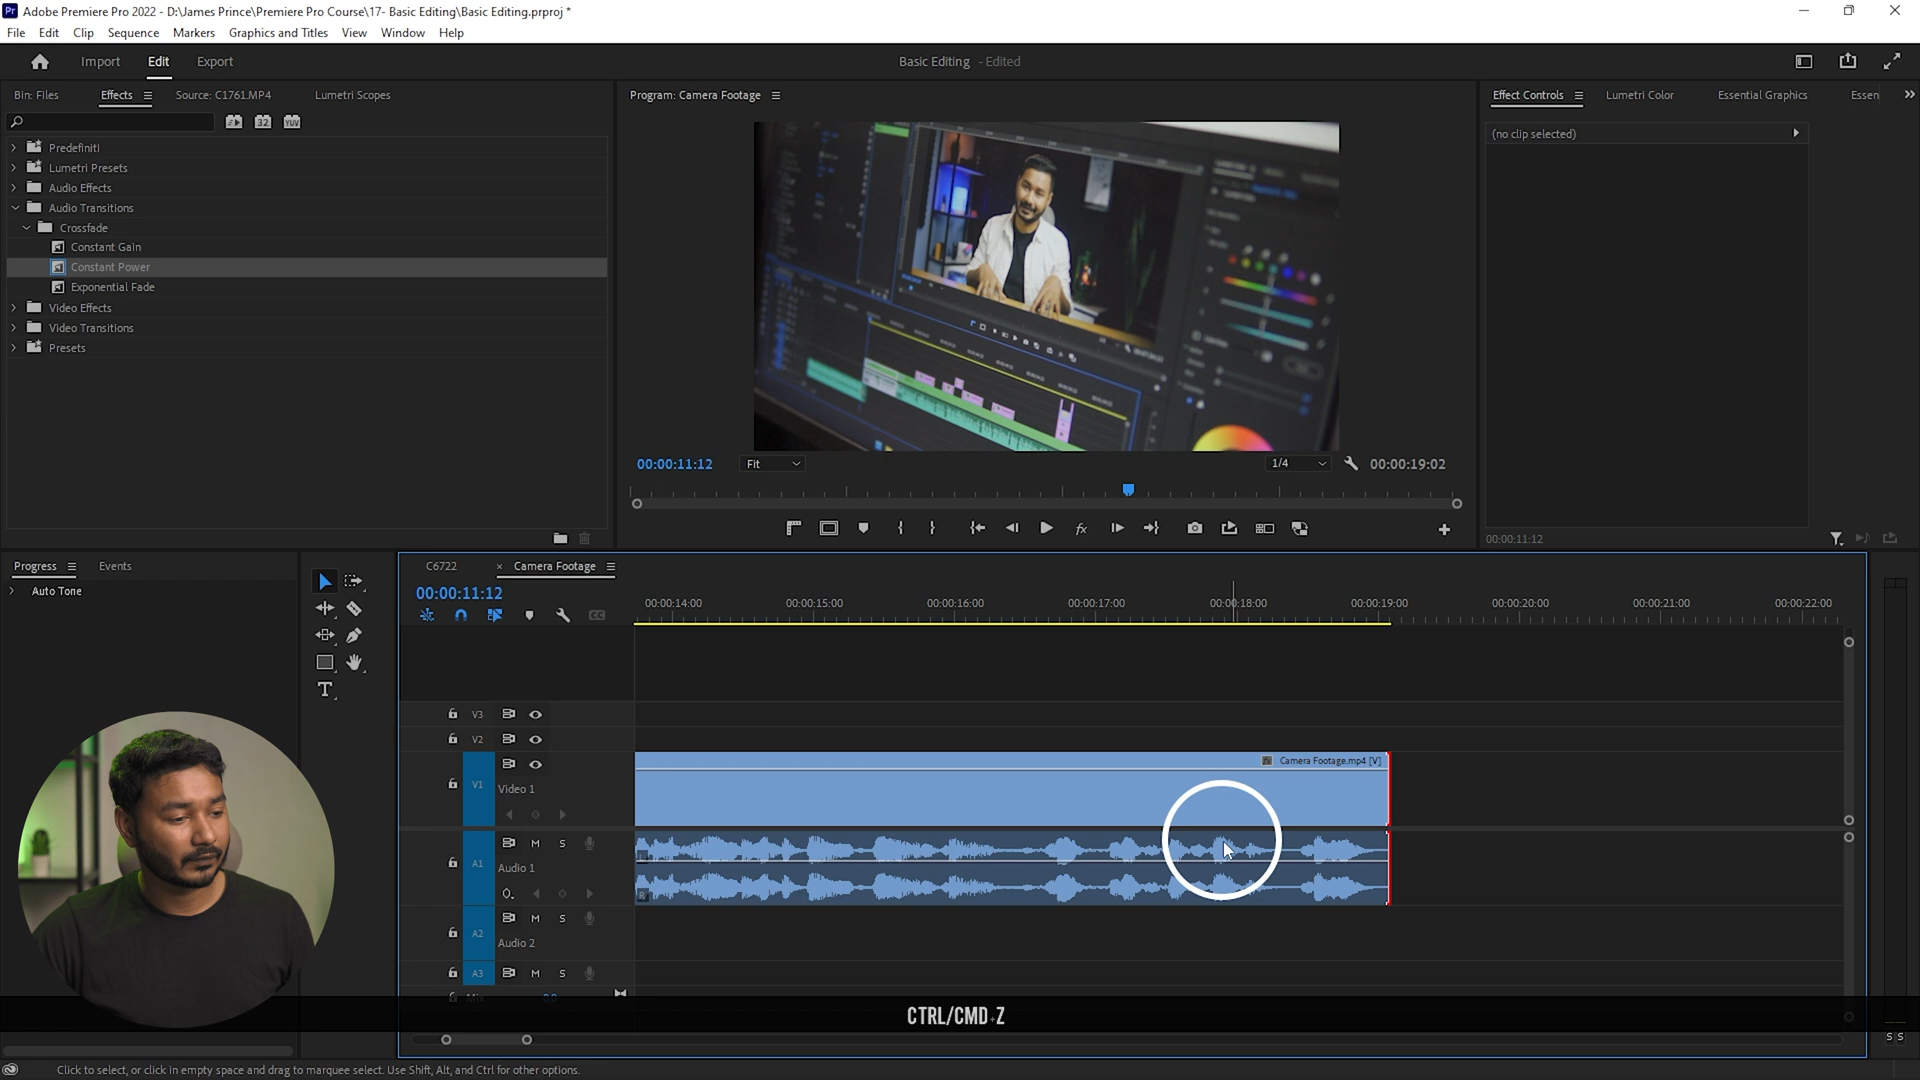 Pr Adobe Premiere Pro 2022 - D:\James Prince\Premiere Pro Course\17- Basic Editing\Basic Editing.prproj *
File Edit Clip Sequence Markers Graphics and Titles View Window Help
Import Edit Export
Basic Editing - Edited
Bin: Files Effects Source: C1761.MP4 Lumetri Scopes
Program: Camera Footage
Effect Controls Lumetri Color Essential Graphics Essen
32 YUV
(no clip selected)
Predefiniti
Lumetri Presets
Audio Effects
Audio Transitions
Crossfade
Constant Gain
Constant Power
Exponential Fade
Video Effects
Video Transitions
Presets
00:00:11:12 Fit 1/4 00:00:19:02
fx
00:00:11:12
Progress Events
Auto Tone
C6722 × Camera Footage
00:00:11:12
00:00:14:00 00:00:15:00 00:00:16:00 00:00:17:00 00:00:18:00 00:00:19:00 00:00:20:00 00:00:21:00 00:00:22:00
CC
T
V3
V2
V1
Video 1
fx Camera Footage.mp4 [V]
A1 M S
Audio 1
L
R
A2 M S
Audio 2
A3 M S
Mix 0.0
CTRL/CMD+Z
S S
Click to select, or click in empty space and drag to marquee select. Use Shift, Alt, and Ctrl for other options.